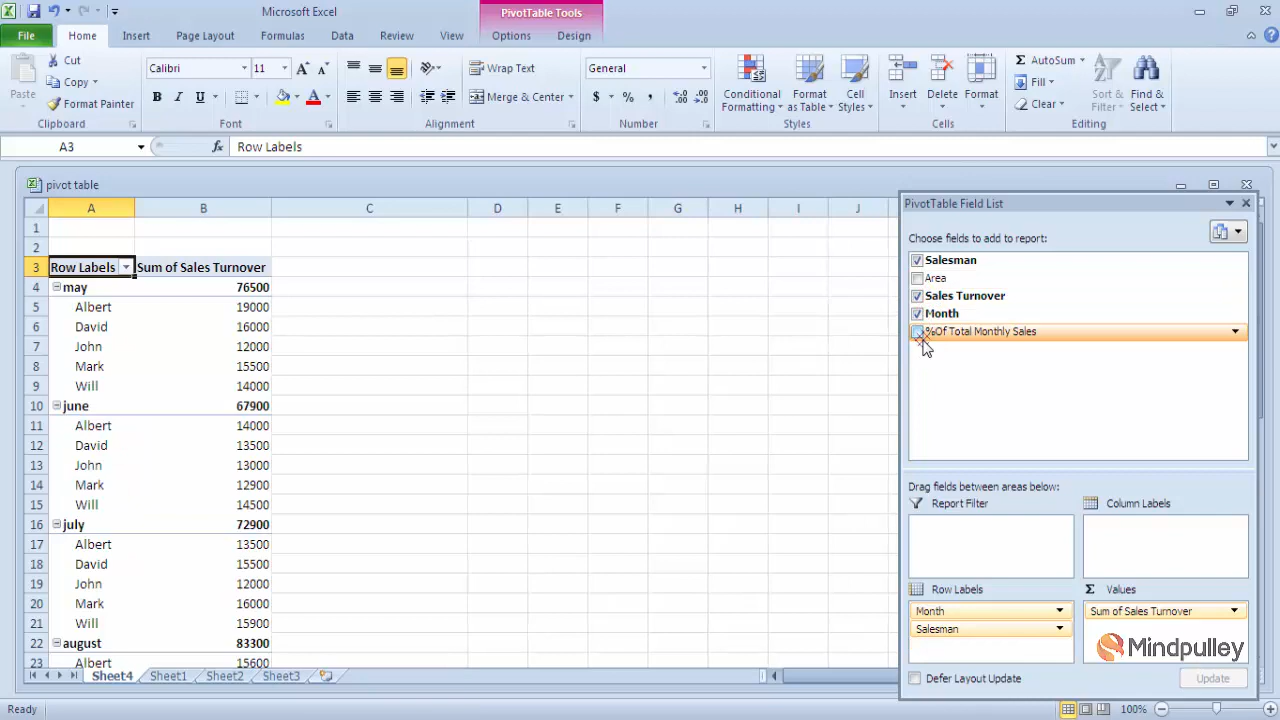 Microsoft Excel
PivotTable Tools
File
Home
Insert
Page Layout
Formulas
Data
Review
View
Options
Design
Paste
Cut
Copy
Format Painter
Clipboard
Calibri
11
B I U
Font
Wrap Text
Merge & Center
Alignment
General
$ % ,
Number
Conditional Formatting
Format as Table
Cell Styles
Styles
Insert
Delete
Format
Cells
AutoSum
Fill
Clear
Sort & Filter
Find & Select
Editing
A3
fx
Row Labels
pivot table
A B C D E F G H I J
1
2
3 Row Labels Sum of Sales Turnover
4 may 76500
5 Albert 19000
6 David 16000
7 John 12000
8 Mark 15500
9 Will 14000
10 june 67900
11 Albert 14000
12 David 13500
13 John 13000
14 Mark 12900
15 Will 14500
16 july 72900
17 Albert 13500
18 David 15500
19 John 12000
20 Mark 16000
21 Will 15900
22 august 83300
23 Albert 15600
Sheet4 Sheet1 Sheet2 Sheet3
PivotTable Field List
Choose fields to add to report:
Salesman
Area
Sales Turnover
Month
%Of Total Monthly Sales
Drag fields between areas below:
Report Filter
Column Labels
Row Labels
Σ Values
Month
Salesman
Sum of Sales Turnover
Mindpulley
Defer Layout Update
Update
Ready
100%